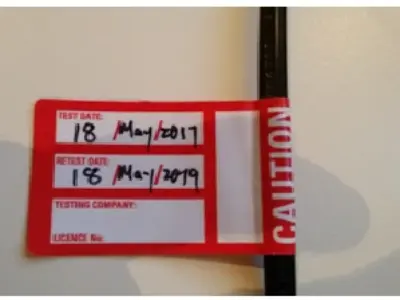 TEST DATE:
18 /May/2017
RETEST DATE:
18 /May/2019
TESTING COMPANY:
LICENCE No:
CAUTION